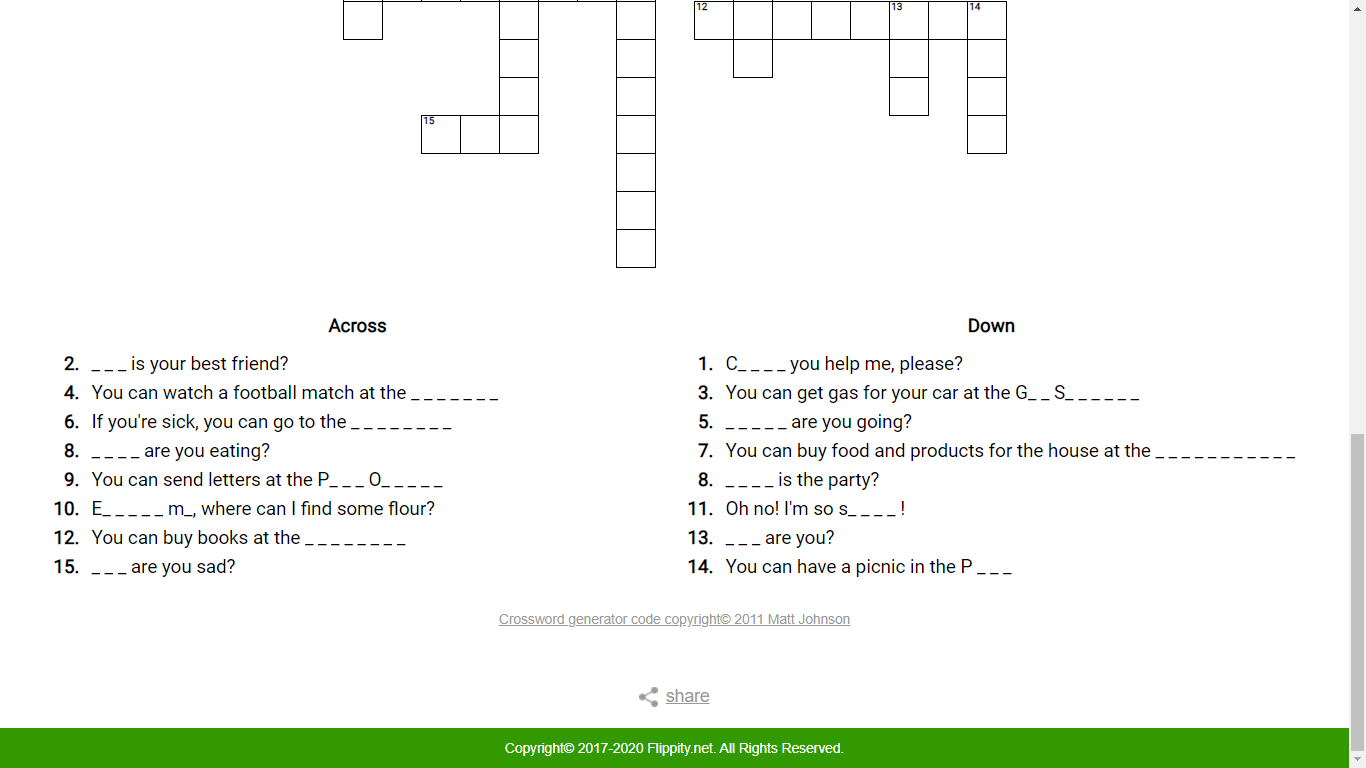 12 13 14
15
Across
2. _ _ _ is your best friend?
4. You can watch a football match at the _ _ _ _ _ _ _
6. If you're sick, you can go to the _ _ _ _ _ _ _ _
8. _ _ _ _ are you eating?
9. You can send letters at the P_ _ _ O_ _ _ _ _
10. E_ _ _ _ _ m_, where can I find some flour?
12. You can buy books at the _ _ _ _ _ _ _ _
15. _ _ _ are you sad?
Down
1. C_ _ _ _ you help me, please?
3. You can get gas for your car at the G_ _ S_ _ _ _ _ _
5. _ _ _ _ _ are you going?
7. You can buy food and products for the house at the _ _ _ _ _ _ _ _ _ _ _
8. _ _ _ _ is the party?
11. Oh no! I'm so s_ _ _ _ !
13. _ _ _ are you?
14. You can have a picnic in the P _ _ _
Crossword generator code copyright© 2011 Matt Johnson
share
Copyright© 2017-2020 Flippity.net. All Rights Reserved.